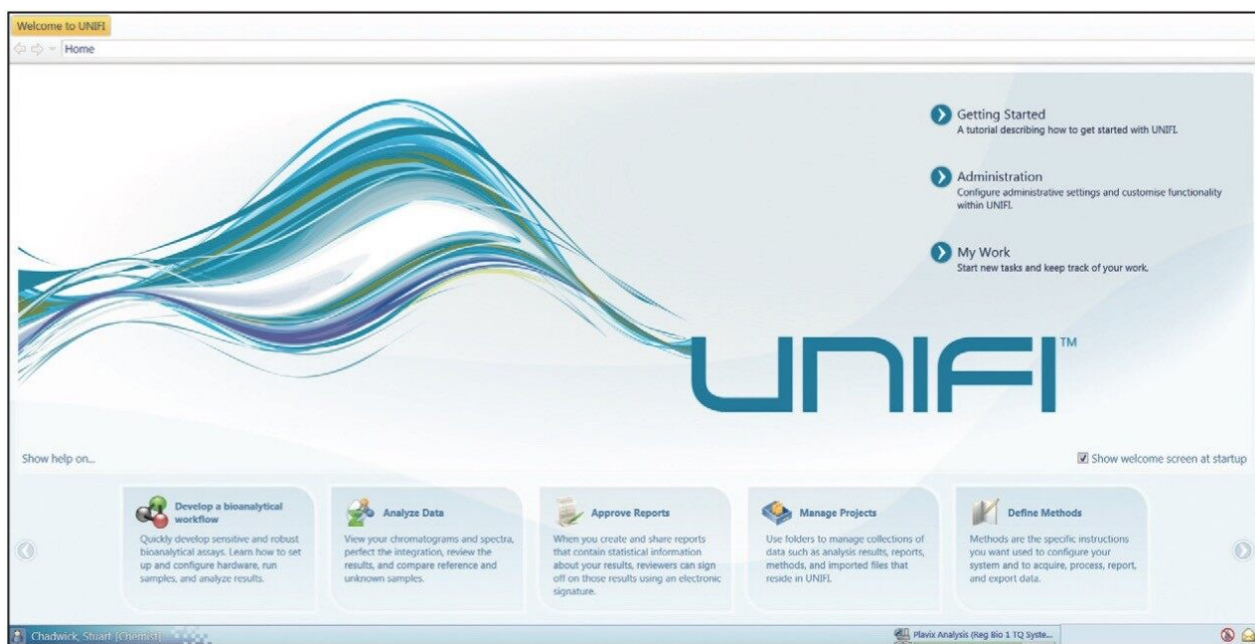 Welcome to UNIFI
Home
Getting Started
A tutorial describing how to get started with UNIFI.
Administration
Configure administrative settings and customise functionality
within UNIFI.
My Work
Start new tasks and keep track of your work.
UNIFI™
Show help on...
Show welcome screen at startup
Develop a bioanalytical
workflow
Quickly develop sensitive and robust
bioanalytical assays. Learn how to set
up and configure hardware, run
samples, and analyze results.
Analyze Data
View your chromatograms and spectra,
perfect the integration, review the
results, and compare reference and
unknown samples.
Approve Reports
When you create and share reports
that contain statistical information
about your results, reviewers can sign
off on those results using an electronic
signature.
Manage Projects
Use folders to manage collections of
data such as analysis results, reports,
methods, and imported files that
reside in UNIFI.
Define Methods
Methods are the specific instructions
you want used to configure your
system and to acquire, process, report,
and export data.
Chadwick, Stuart [Chemist]
Plavix Analysis (Reg Bio 1 TQ Syste...